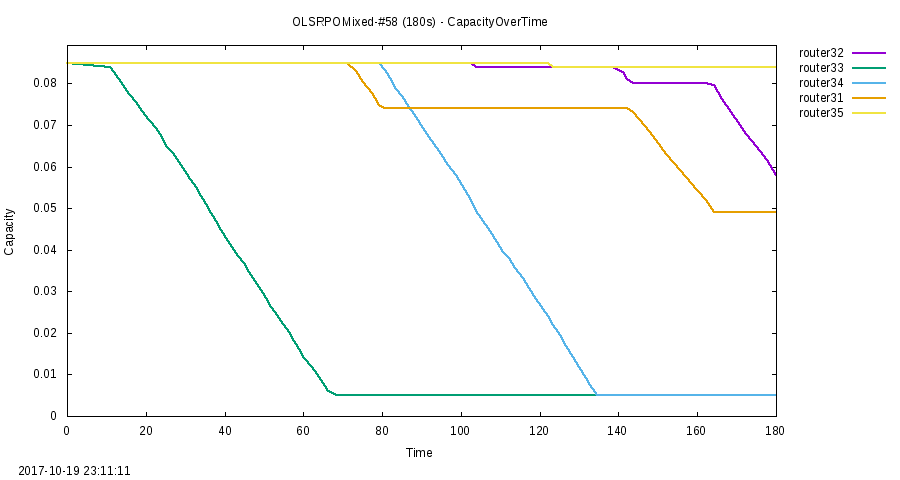 OLSRPOMixed-#58 (180s) - CapacityOverTime
router32
router33
router34
router31
router35
0.08
0.07
0.06
0.05
0.04
0.03
0.02
0.01
0
Capacity
0 20 40 60 80 100 120 140 160 180
Time
2017-10-19 23:11:11